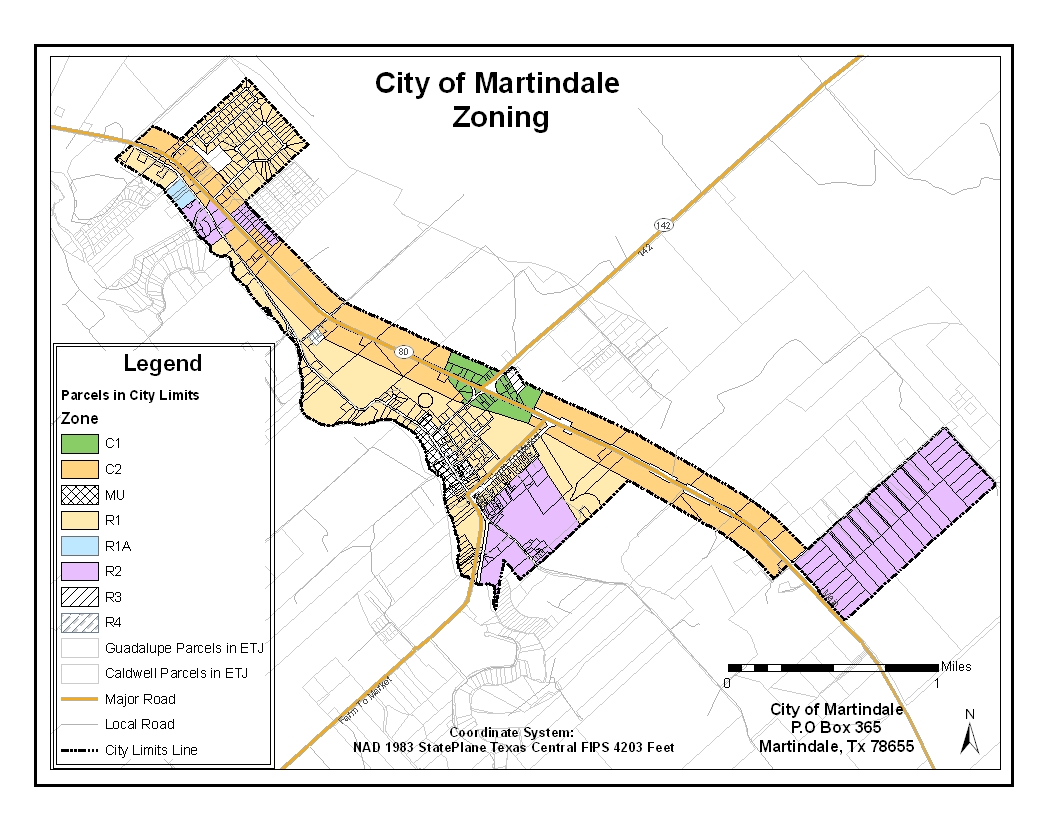 City of Martindale
Zoning
142
142
80
Legend
Parcels in City Limits
Zone
C1
C2
MU
R1
R1A
R2
R3
R4
Guadalupe Parcels in ETJ
Caldwell Parcels in ETJ
Major Road
Local Road
City Limits Line
Farm To Market
Miles
0 1
City of Martindale
P.O Box 365
Martindale, Tx 78655
N
Coordinate System:
NAD 1983 StatePlane Texas Central FIPS 4203 Feet